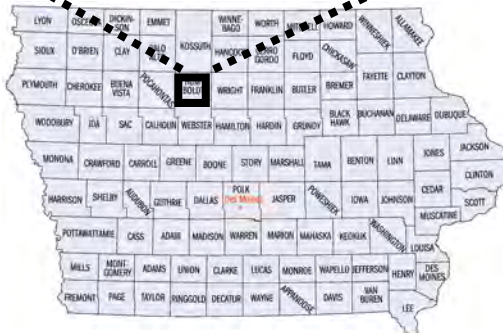 LYON OSCEOLA DICKIN-SON EMMET WINNE-BAGO WORTH MITCHELL HOWARD WINNESHIEK ALLAMAKEE
SIOUX O'BRIEN CLAY PALO KOSSUTH HANCOCK CERRO GORDO FLOYD CHICKASAW
PLYMOUTH CHEROKEE BUENA VISTA POCAHONTAS HUM BOLDT WRIGHT FRANKLIN BUTLER BREMER FAYETTE CLAYTON
WOODBURY IDA SAC CALHOUN WEBSTER HAMILTON HARDIN GRUNDY BLACK HAWK BUCHANAN DELAWARE DUBUQUE
MONONA CRAWFORD CARROLL GREENE BOONE STORY MARSHALL TAMA BENTON LINN JONES JACKSON
CLINTON
HARRISON SHELBY AUDUBON GUTHRIE DALLAS POLK Des Moines JASPER POWESHIEK IOWA JOHNSON CEDAR SCOTT
MUSCATINE
POTTAWATTAMIE CASS ADAIR MADISON WARREN MARION MAHASKA KEOKUK WASHINGTON LOUISA
MILLS MONT-GOMERY ADAMS UNION CLARKE LUCAS MONROE WAPELLO JEFFERSON HENRY DES MOINES
FREMONT PAGE TAYLOR RINGGOLD DECATUR WAYNE APPANOOSE DAVIS VAN BUREN LEE